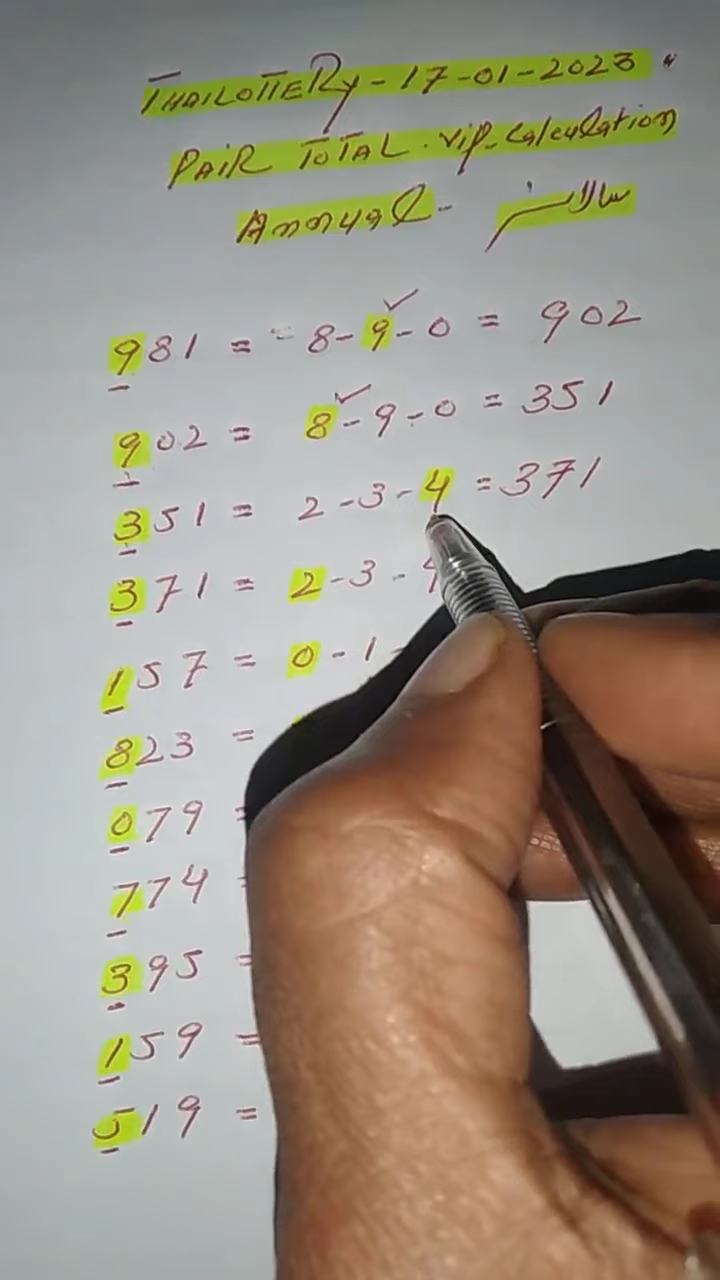 THAILOTTERY - 17-01-2023 "
PAIR TOTAL. Vip-Calculation
Annual - سالانہ
981 = - 8-9-0 = 902
902 = 8-9-0 = 351
351 = 2-3-4 = 371
371 = 2-3-4
157 = 0-1-
823 =
079 =
774
395 =
159 =
519 =